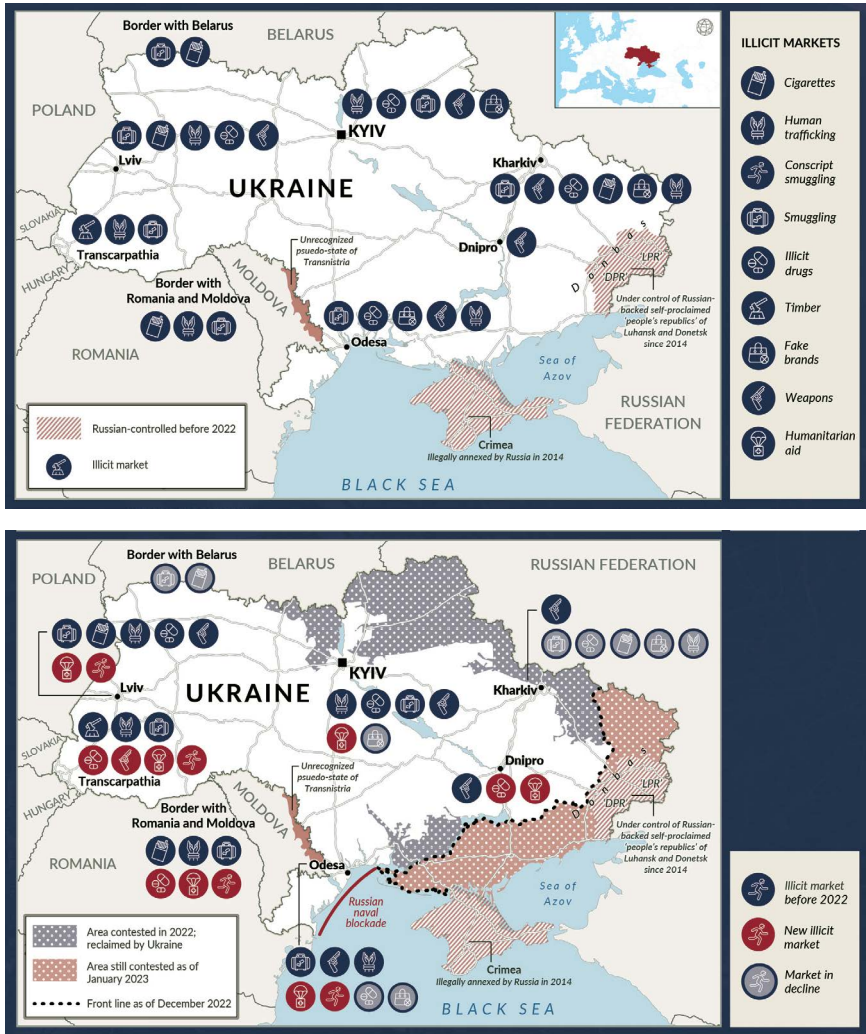 Border with Belarus
BELARUS
POLAND
KYIV
Lviv
Kharkiv
UKRAINE
SLOVAKIA
Transcarpathia
HUNGARY
Unrecognized
psuedo-state of
Transnistria
Dnipro
Donbas
'LPR'
'DPR'
MOLDOVA
Border with
Romania and Moldova
Under control of Russian-
backed self-proclaimed
'people's republics' of
Luhansk and Donetsk
since 2014
ROMANIA
Odesa
Sea of
Azov
RUSSIAN
FEDERATION
Crimea
Illegally annexed by Russia in 2014
BLACK SEA
Russian-controlled before 2022
Illicit market
ILLICIT MARKETS
Cigarettes
Human
trafficking
Conscript
smuggling
Smuggling
Illicit
drugs
Timber
Fake
brands
Weapons
Humanitarian
aid
Border with Belarus
BELARUS
RUSSIAN FEDERATION
POLAND
KYIV
Lviv
Kharkiv
UKRAINE
SLOVAKIA
Transcarpathia
HUNGARY
Unrecognized
psuedo-state of
Transnistria
Dnipro
Donbas
'LPR'
'DPR'
MOLDOVA
Border with
Romania and Moldova
Under control of Russian-
backed self-proclaimed
'people's republics' of
Luhansk and Donetsk
since 2014
ROMANIA
Odesa
Russian
naval
blockade
Sea of
Azov
Crimea
Illegally annexed by Russia in 2014
BLACK SEA
Area contested in 2022;
reclaimed by Ukraine
Area still contested as of
January 2023
Front line as of December 2022
Illicit market
before 2022
New illicit
market
Market in
decline